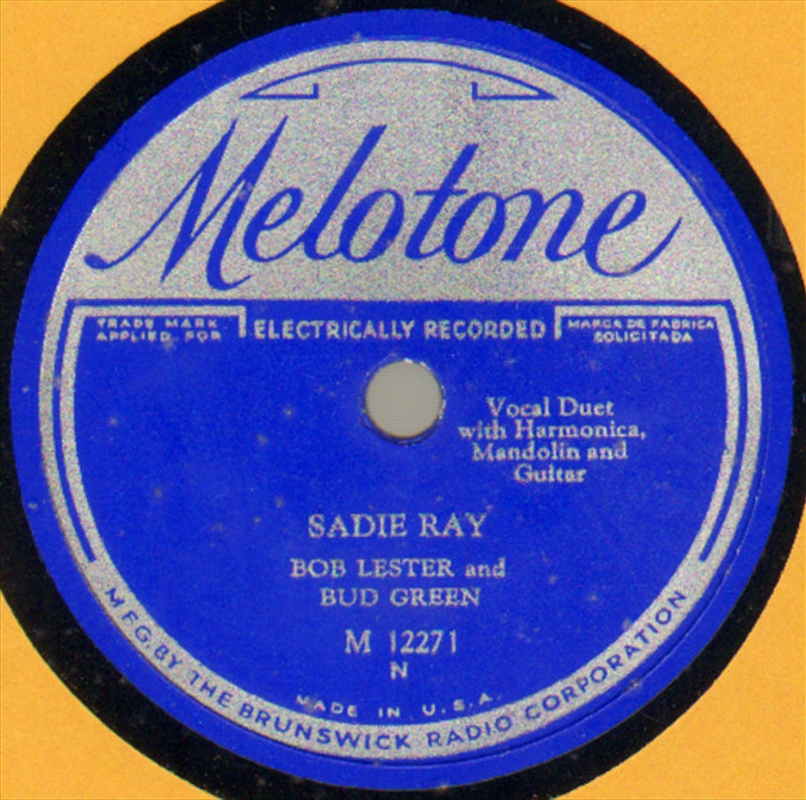 Melotone
TRADE MARK
APPLIED FOR
ELECTRICALLY RECORDED
MARCA DE FABRICA
SOLICITADA
Vocal Duet
with Harmonica,
Mandolin and
Guitar
SADIE RAY
BOB LESTER and
BUD GREEN
M 12271
N
MADE IN U.S.A.
MFG. BY THE BRUNSWICK RADIO CORPORATION